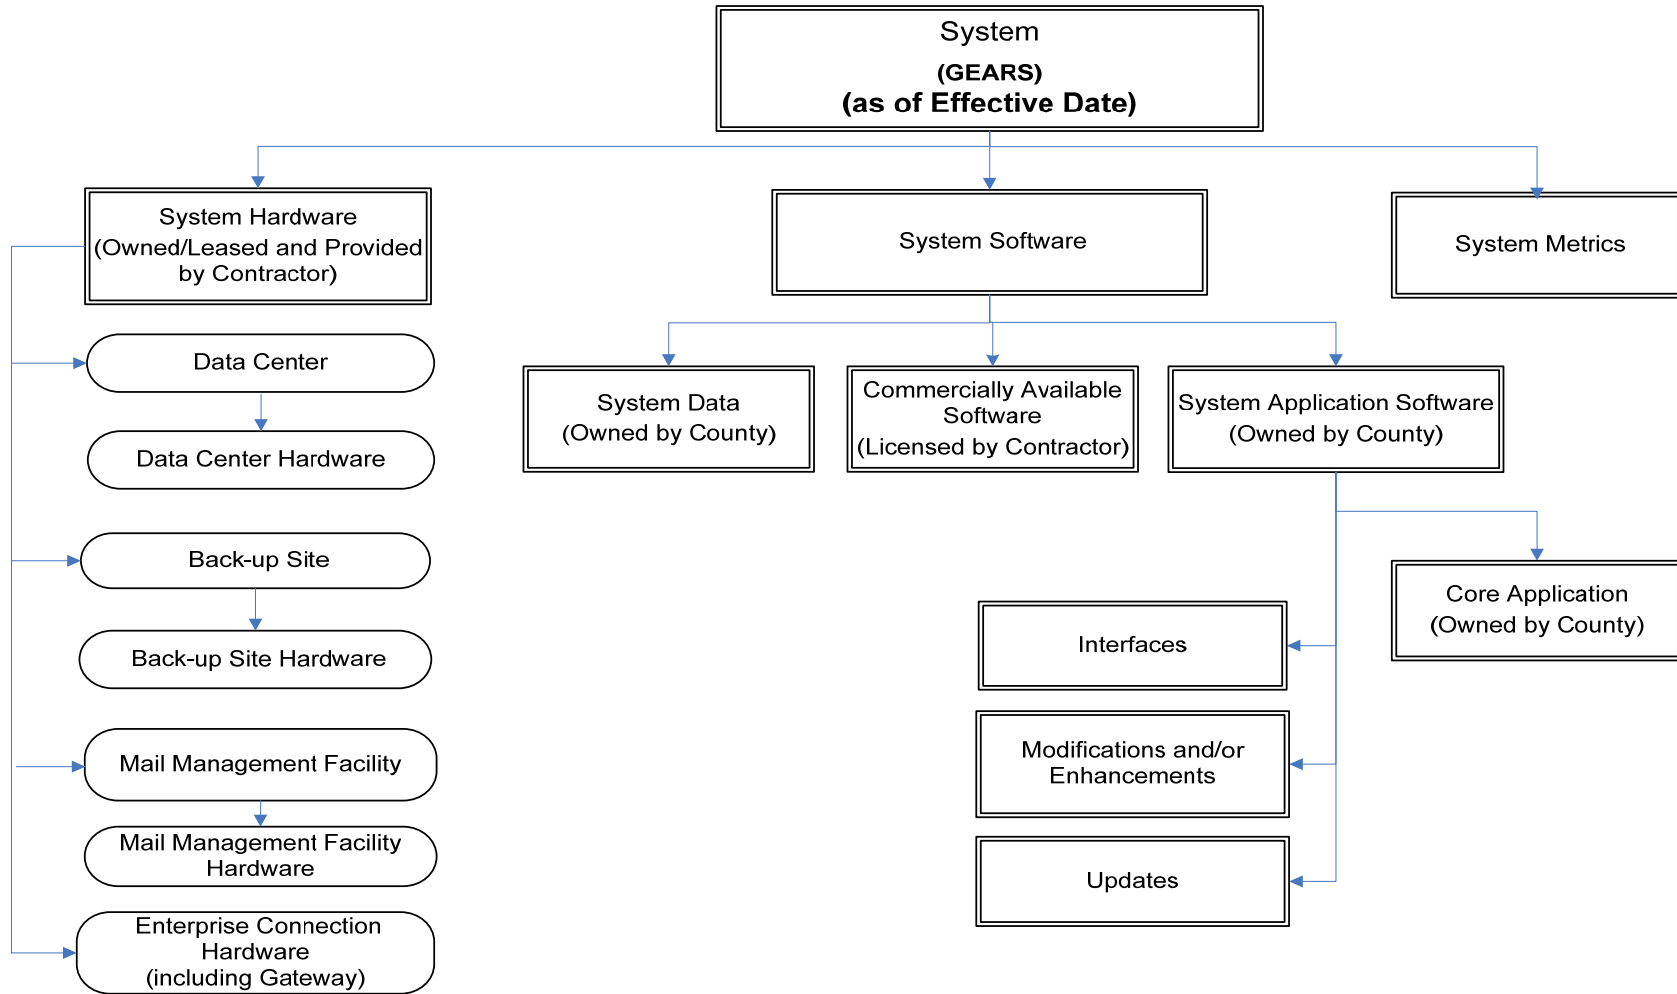 System
(GEARS)
(as of Effective Date)
System Hardware
(Owned/Leased and Provided
by Contractor)
System Software
System Metrics
Data Center
Data Center Hardware
Back-up Site
Back-up Site Hardware
Mail Management Facility
Mail Management Facility
Hardware
Enterprise Connection
Hardware
(including Gateway)
System Data
(Owned by County)
Commercially Available
Software
(Licensed by Contractor)
System Application Software
(Owned by County)
Core Application
(Owned by County)
Interfaces
Modifications and/or
Enhancements
Updates